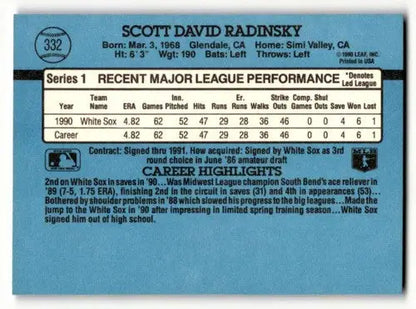 332
SCOTT DAVID RADINSKY
Born: Mar. 3, 1968 Glendale, CA Home: Simi Valley, CA
Ht: 6' 3" Wgt: 190 Bats: Left Throws: Left
© 1990 LEAF, INC.
Printed in USA
Series 1 RECENT MAJOR LEAGUE PERFORMANCE *Denotes Led League
Year Team Name ERA Games Inn. Pitched Hits Runs Er. Runs Walks Strike Outs Comp. Games Shut Outs Save Won Lost
1990 White Sox 4.82 62 52 47 29 28 36 46 0 0 4 6 1
Career 4.82 62 52 47 29 28 36 46 0 0 4 6 1
Contract: Signed thru 1991. How acquired: Signed by White Sox as 3rd
round choice in June '86 amateur draft
CAREER HIGHLIGHTS
2nd on White Sox in saves in '90...Was Midwest League champion South Bend's ace reliever in
'89 (7-5, 1.75 ERA), finishing 2nd in the circuit in saves (31) and 4th in appearances (53)...
Bothered by shoulder problems in '88 which slowed his progress to the big leagues...Made the
jump to the White Sox in '90 after impressing in limited spring training season...White Sox
signed him out of high school.